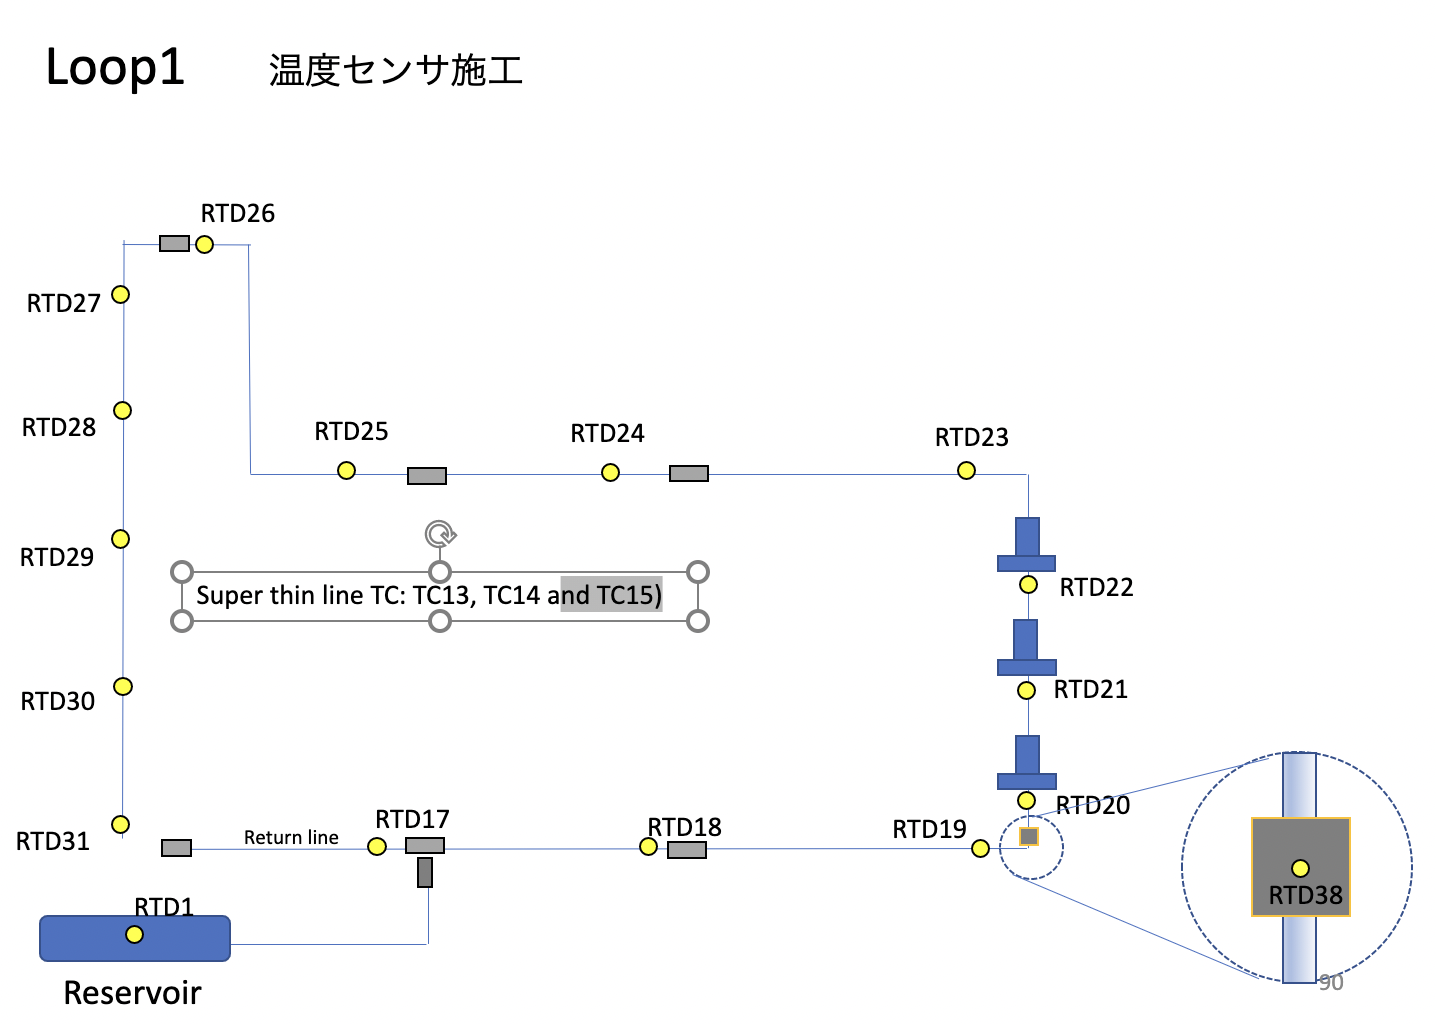 Loop1 温度センサ施工
RTD26
RTD27
RTD28
RTD25
RTD24
RTD23
RTD29
Super thin line TC: TC13, TC14 and TC15)
RTD22
RTD21
RTD30
RTD20
RTD31
Return line
RTD17
RTD18
RTD19
RTD38
RTD1
Reservoir
90